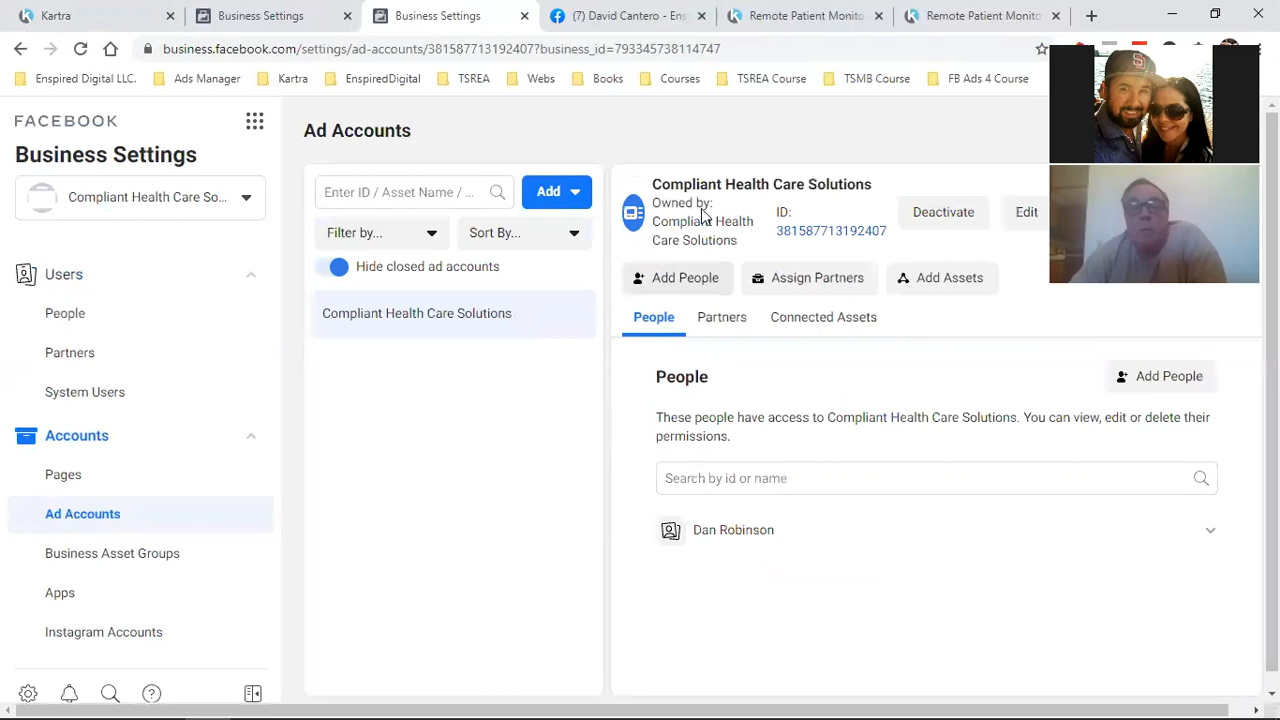 Kartra
Business Settings
Business Settings
(7) David Cantero - Ens
Remote Patient Monito
Remote Patient Monito
business.facebook.com/settings/ad-accounts/381587713192407?business_id=793345738114747
Enspired Digital LLC.
Ads Manager
Kartra
EnspiredDigital
TSREA
Webs
Books
Courses
TSREA Course
TSMB Course
FB Ads 4 Course
FACEBOOK
Business Settings
Compliant Health Care So...
Users
People
Partners
System Users
Accounts
Pages
Ad Accounts
Business Asset Groups
Apps
Instagram Accounts
Ad Accounts
Enter ID / Asset Name / ...
Add
Filter by...
Sort By...
Hide closed ad accounts
Compliant Health Care Solutions
Compliant Health Care Solutions
Owned by:
Compliant Health
Care Solutions
ID:
381587713192407
Deactivate
Edit
Add People
Assign Partners
Add Assets
People
Partners
Connected Assets
People
Add People
These people have access to Compliant Health Care Solutions. You can view, edit or delete their
permissions.
Search by id or name
Dan Robinson